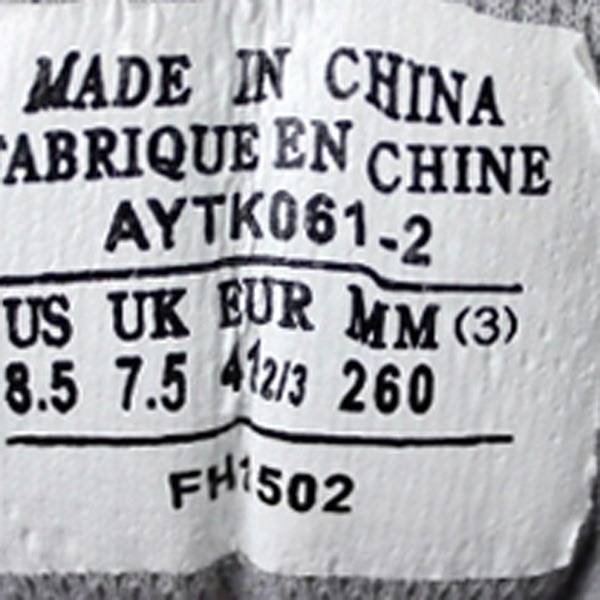 MADE IN CHINA
FABRIQUE EN CHINE
AYTK061-2
US UK EUR MM (3)
8.5 7.5 41 2/3 260
FH1502